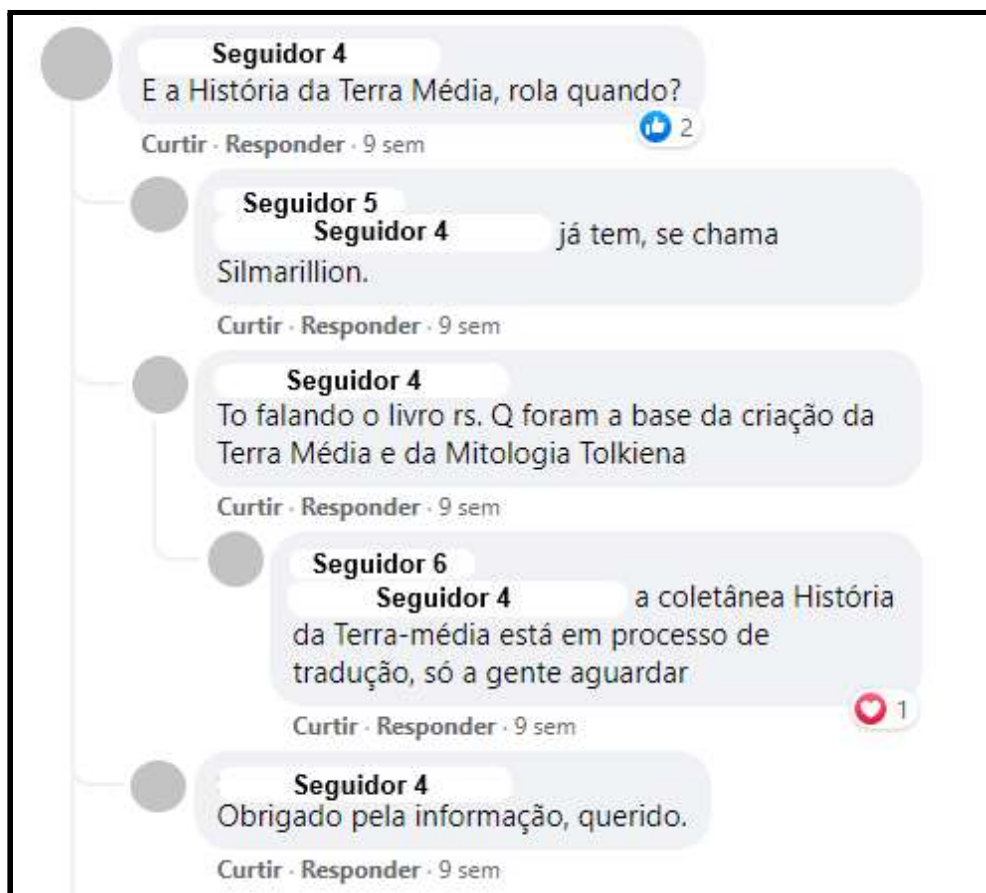 Seguidor 4
E a História da Terra Média, rola quando?
2
Curtir · Responder · 9 sem
Seguidor 5
Seguidor 4 já tem, se chama
Silmarillion.
Curtir · Responder · 9 sem
Seguidor 4
To falando o livro rs. Q foram a base da criação da
Terra Média e da Mitologia Tolkiena
Curtir · Responder · 9 sem
Seguidor 6
Seguidor 4 a coletânea História
da Terra-média está em processo de
tradução, só a gente aguardar
1
Curtir · Responder · 9 sem
Seguidor 4
Obrigado pela informação, querido.
Curtir · Responder · 9 sem